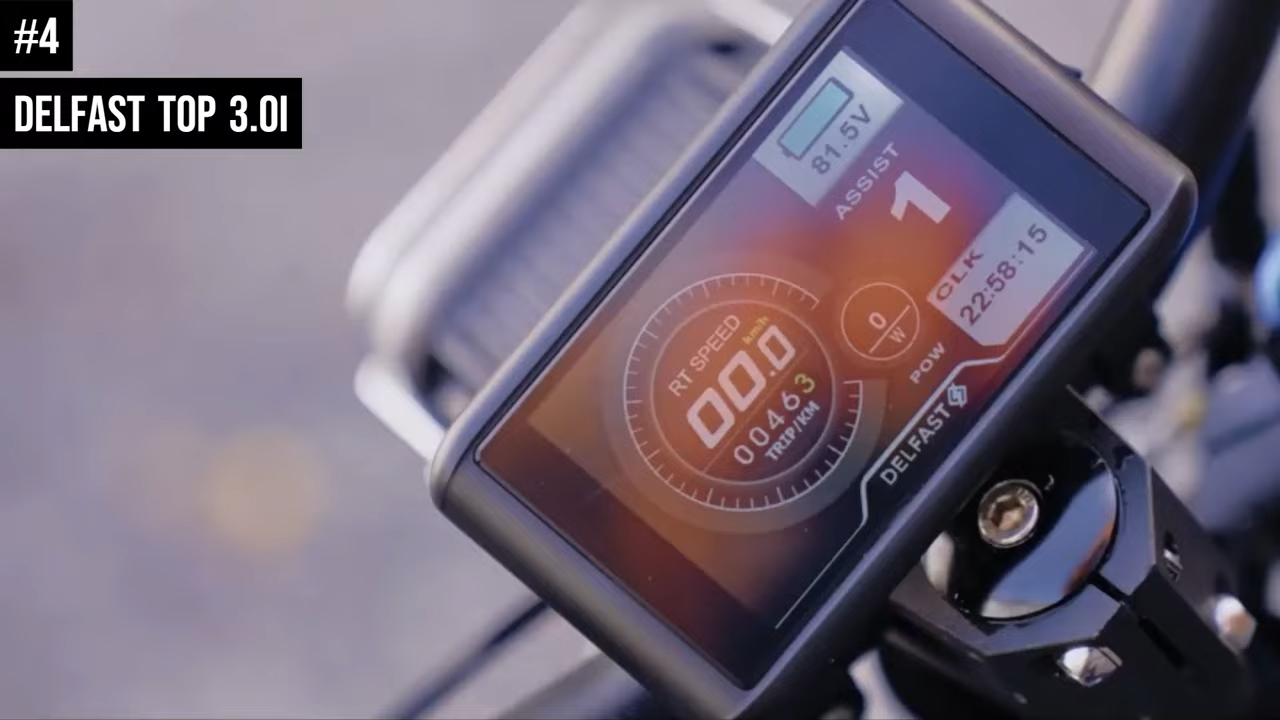 #4
DELFAST TOP 3.0I
81.5V
ASSIST
1
CLK
22:58:15
RT SPEED
km/h
00.0
00463
TRIP/KM
0
W
POW
DELFAST